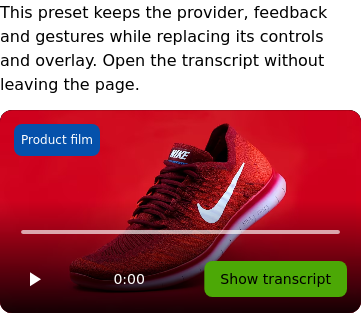 This preset keeps the provider, feedback
and gestures while replacing its controls
and overlay. Open the transcript without
leaving the page.
Product film
NIKE
0:00
Show transcript